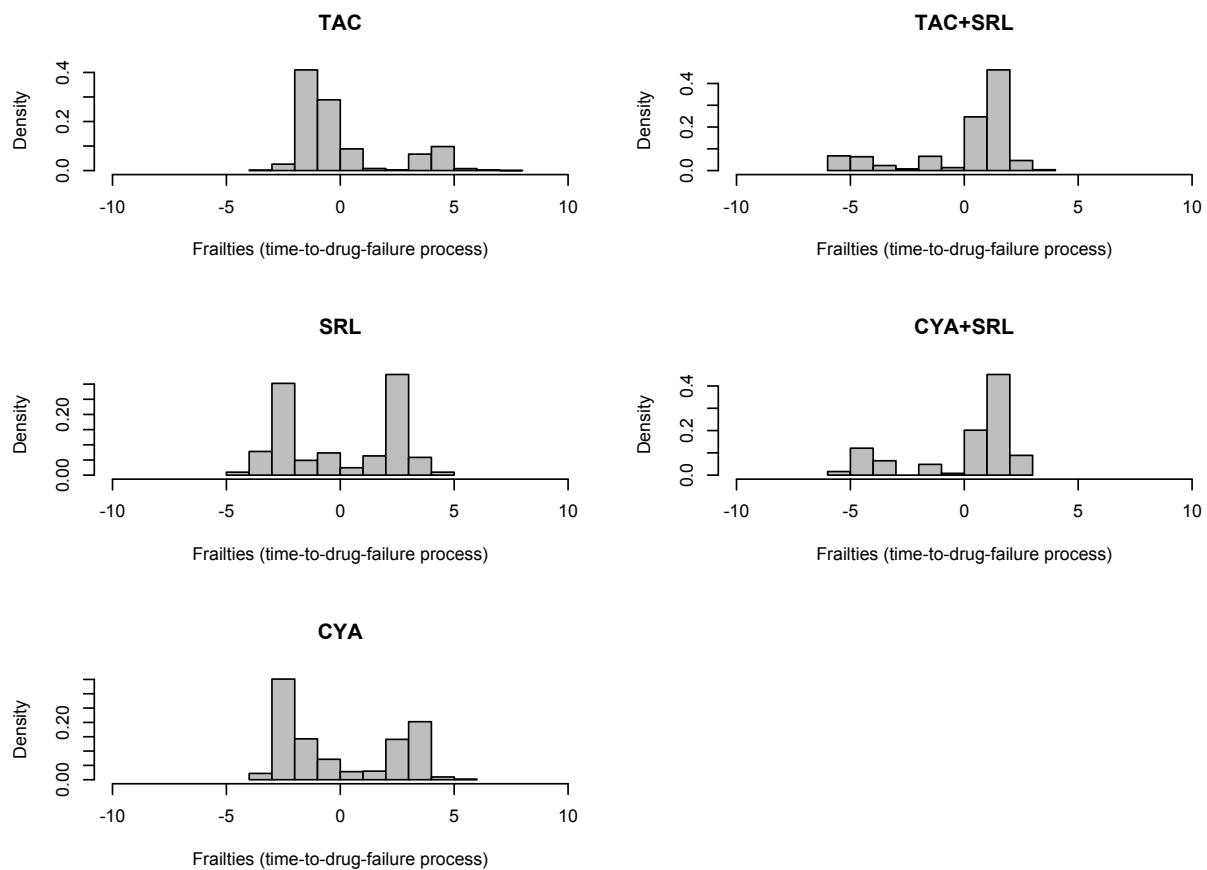 TAC
Density
0.0 0.2 0.4
-10 -5 0 5 10
Frailties (time-to-drug-failure process)
TAC+SRL
Density
0.0 0.2 0.4
-10 -5 0 5 10
Frailties (time-to-drug-failure process)
SRL
Density
0.00 0.20
-10 -5 0 5 10
Frailties (time-to-drug-failure process)
CYA+SRL
Density
0.0 0.2 0.4
-10 -5 0 5 10
Frailties (time-to-drug-failure process)
CYA
Density
0.00 0.20
-10 -5 0 5 10
Frailties (time-to-drug-failure process)